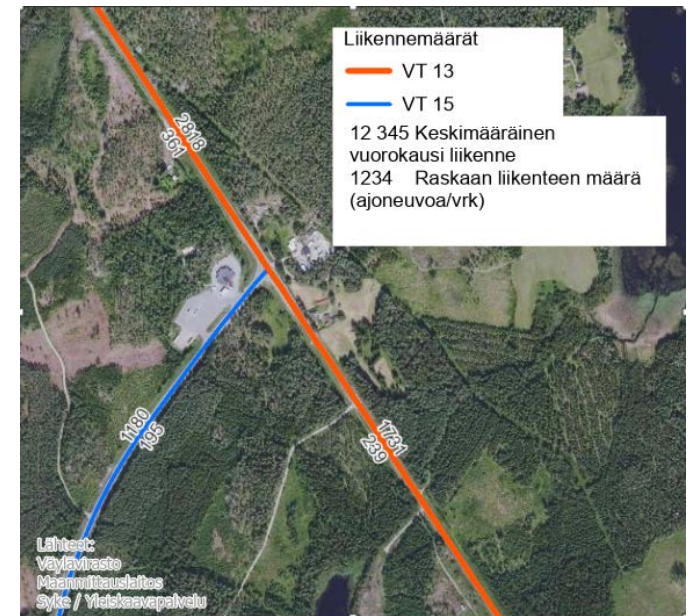 Liikennemäärät
VT 13
VT 15
12 345 Keskimääräinen
vuorokausi liikenne
1234 Raskaan liikenteen määrä
(ajoneuvoa/vrk)
2818
361
1180
195
1731
239
Lähteet:
Väylävirasto
Maanmittauslaitos
Syke / Yleiskaavapalvelu